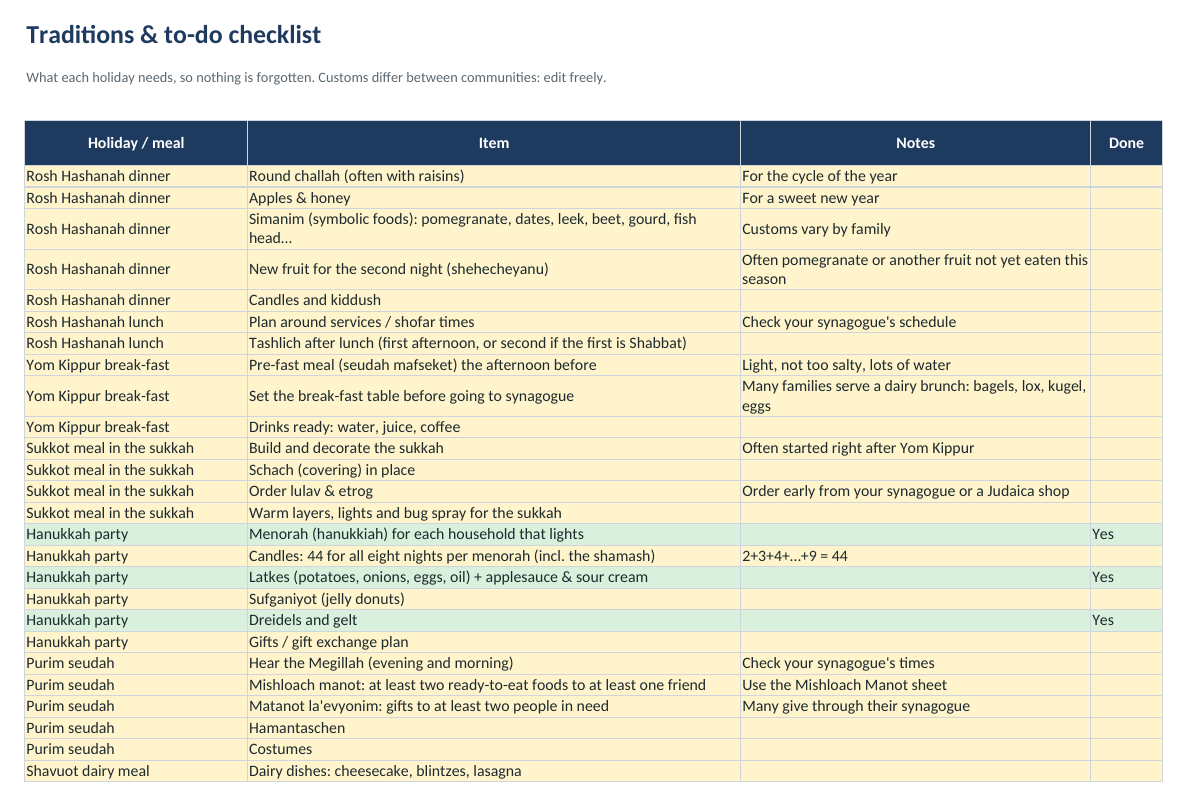 Traditions & to-do checklist
What each holiday needs, so nothing is forgotten. Customs differ between communities: edit freely.
Holiday / meal Item Notes Done
Rosh Hashanah dinner Round challah (often with raisins) For the cycle of the year
Rosh Hashanah dinner Apples & honey For a sweet new year
Rosh Hashanah dinner Simanim (symbolic foods): pomegranate, dates, leek, beet, gourd, fish
head... Customs vary by family
Rosh Hashanah dinner New fruit for the second night (shehecheyanu) Often pomegranate or another fruit not yet eaten this
season
Rosh Hashanah dinner Candles and kiddush
Rosh Hashanah lunch Plan around services / shofar times Check your synagogue's schedule
Rosh Hashanah lunch Tashlich after lunch (first afternoon, or second if the first is Shabbat)
Yom Kippur break-fast Pre-fast meal (seudah mafseket) the afternoon before Light, not too salty, lots of water
Yom Kippur break-fast Set the break-fast table before going to synagogue Many families serve a dairy brunch: bagels, lox, kugel,
eggs
Yom Kippur break-fast Drinks ready: water, juice, coffee
Sukkot meal in the sukkah Build and decorate the sukkah Often started right after Yom Kippur
Sukkot meal in the sukkah Schach (covering) in place
Sukkot meal in the sukkah Order lulav & etrog Order early from your synagogue or a Judaica shop
Sukkot meal in the sukkah Warm layers, lights and bug spray for the sukkah
Hanukkah party Menorah (hanukkiah) for each household that lights Yes
Hanukkah party Candles: 44 for all eight nights per menorah (incl. the shamash) 2+3+4+...+9 = 44
Hanukkah party Latkes (potatoes, onions, eggs, oil) + applesauce & sour cream Yes
Hanukkah party Sufganiyot (jelly donuts)
Hanukkah party Dreidels and gelt Yes
Hanukkah party Gifts / gift exchange plan
Purim seudah Hear the Megillah (evening and morning) Check your synagogue's times
Purim seudah Mishloach manot: at least two ready-to-eat foods to at least one friend Use the Mishloach Manot sheet
Purim seudah Matanot la'evyonim: gifts to at least two people in need Many give through their synagogue
Purim seudah Hamantaschen
Purim seudah Costumes
Shavuot dairy meal Dairy dishes: cheesecake, blintzes, lasagna